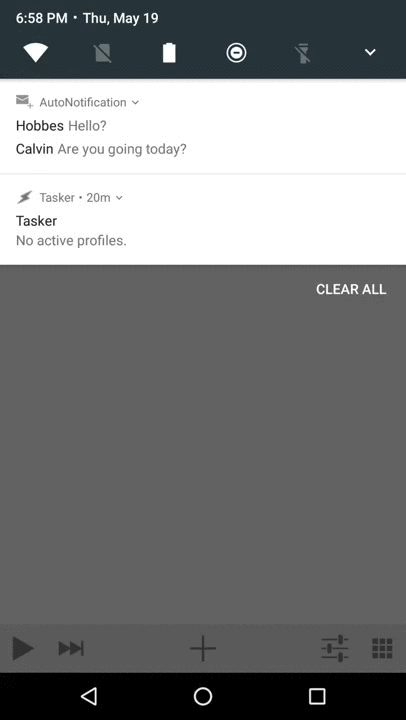 6:58 PM • Thu, May 19
AutoNotification
Hobbes Hello?
Calvin Are you going today?
Tasker • 20m
Tasker
No active profiles.
CLEAR ALL